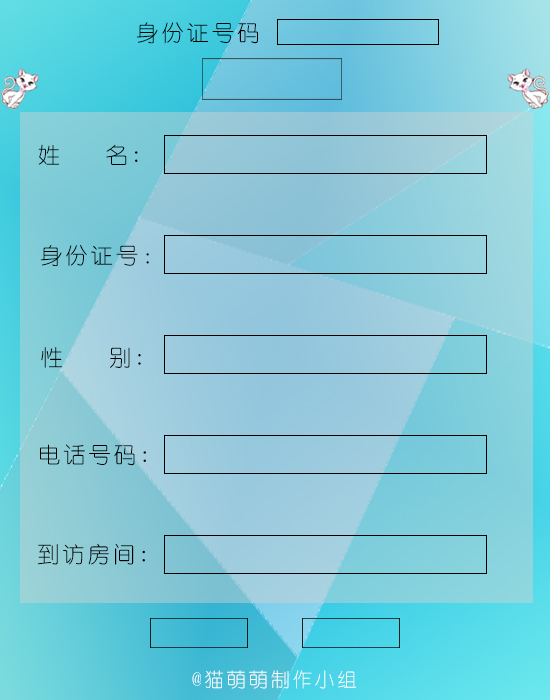 身份证号码
姓 名：
身份证号：
性 别：
电话号码：
到访房间：
@猫萌萌制作小组